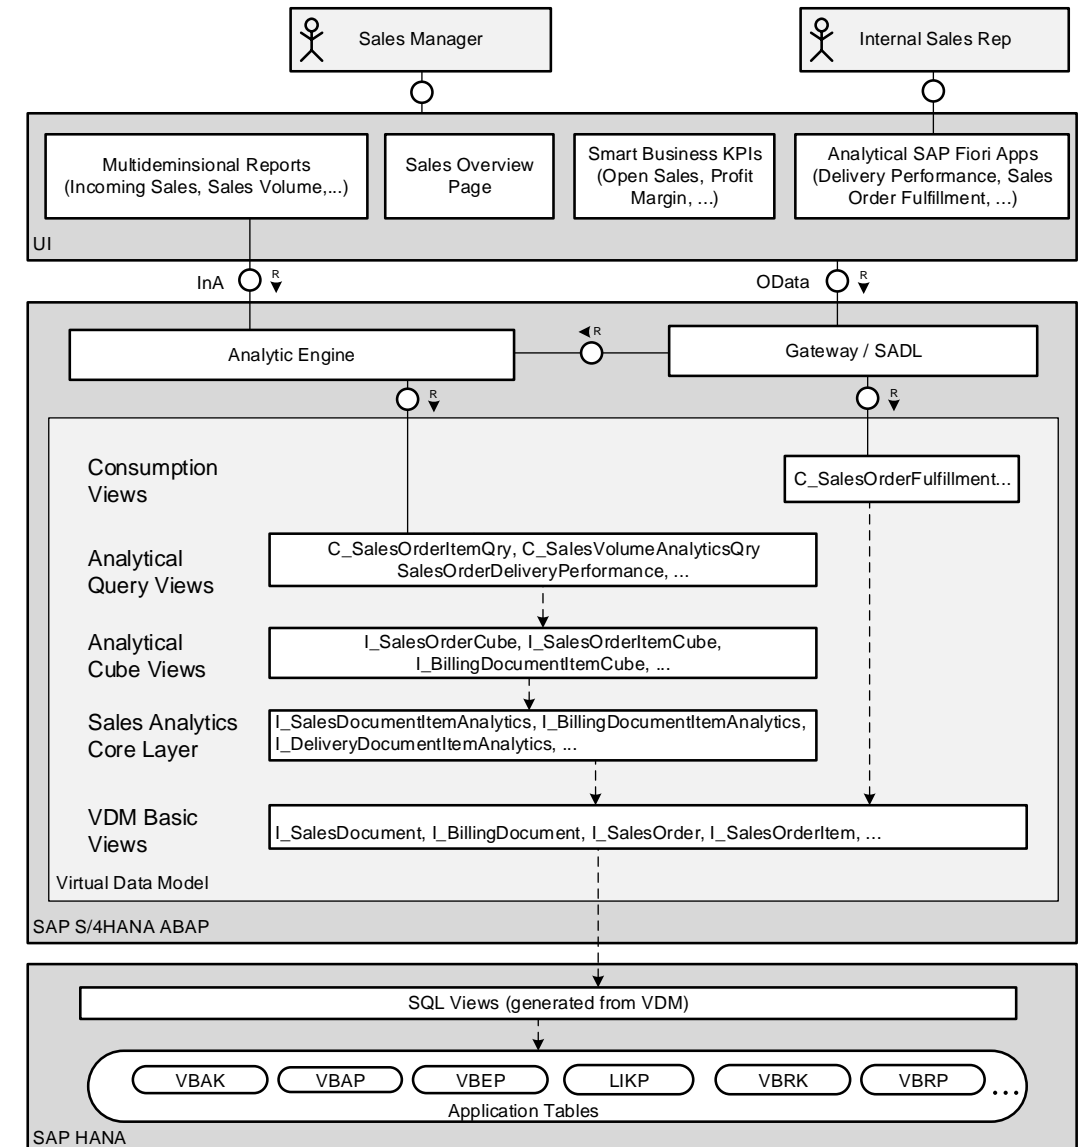 Sales Manager
Internal Sales Rep
Multideminsional Reports
(Incoming Sales, Sales Volume,...)
Sales Overview
Page
Smart Business KPIs
(Open Sales, Profit
Margin, ...)
Analytical SAP Fiori Apps
(Delivery Performance, Sales
Order Fulfillment, ...)
UI
InA
R
OData
R
Analytic Engine
R
Gateway / SADL
R
R
Consumption
Views
C_SalesOrderFulfillment...
Analytical
Query Views
C_SalesOrderItemQry, C_SalesVolumeAnalyticsQry
SalesOrderDeliveryPerformance, ...
Analytical
Cube Views
I_SalesOrderCube, I_SalesOrderItemCube,
I_BillingDocumentItemCube, ...
Sales Analytics
Core Layer
I_SalesDocumentItemAnalytics, I_BillingDocumentItemAnalytics,
I_DeliveryDocumentItemAnalytics, ...
VDM Basic
Views
I_SalesDocument, I_BillingDocument, I_SalesOrder, I_SalesOrderItem, ...
Virtual Data Model
SAP S/4HANA ABAP
SQL Views (generated from VDM)
VBAK
VBAP
VBEP
LIKP
VBRK
VBRP
...
Application Tables
SAP HANA